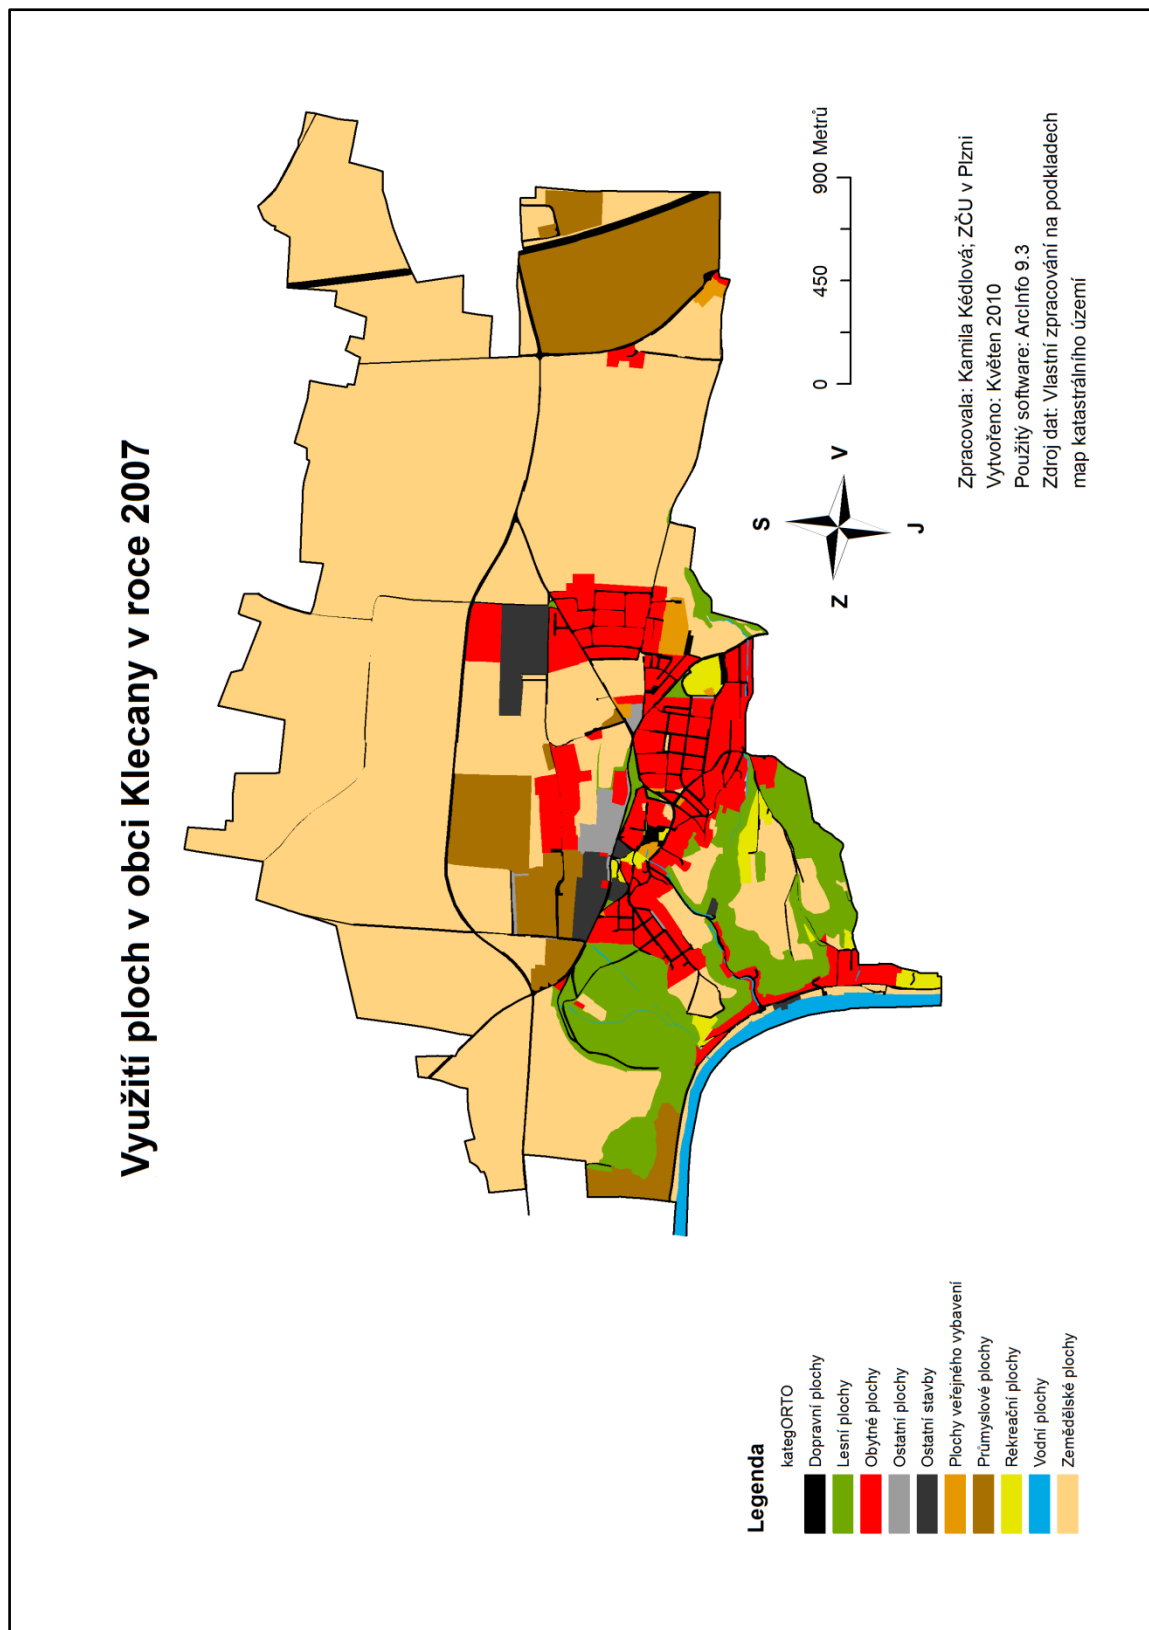 Využití ploch v obci Klecany v roce 2007
S
Z
V
J
0 450 900 Metrů
Zpracovala: Kamila Kédlová; ZČU v Plzni
Vytvořeno: Květen 2010
Použitý software: ArcInfo 9.3
Zdroj dat: Vlastní zpracování na podkladech
map katastrálního území
Legenda
kategORTO
Dopravní plochy
Lesní plochy
Obytné plochy
Ostatní plochy
Ostatní stavby
Plochy veřejného vybavení
Průmyslové plochy
Rekreační plochy
Vodní plochy
Zemědělské plochy